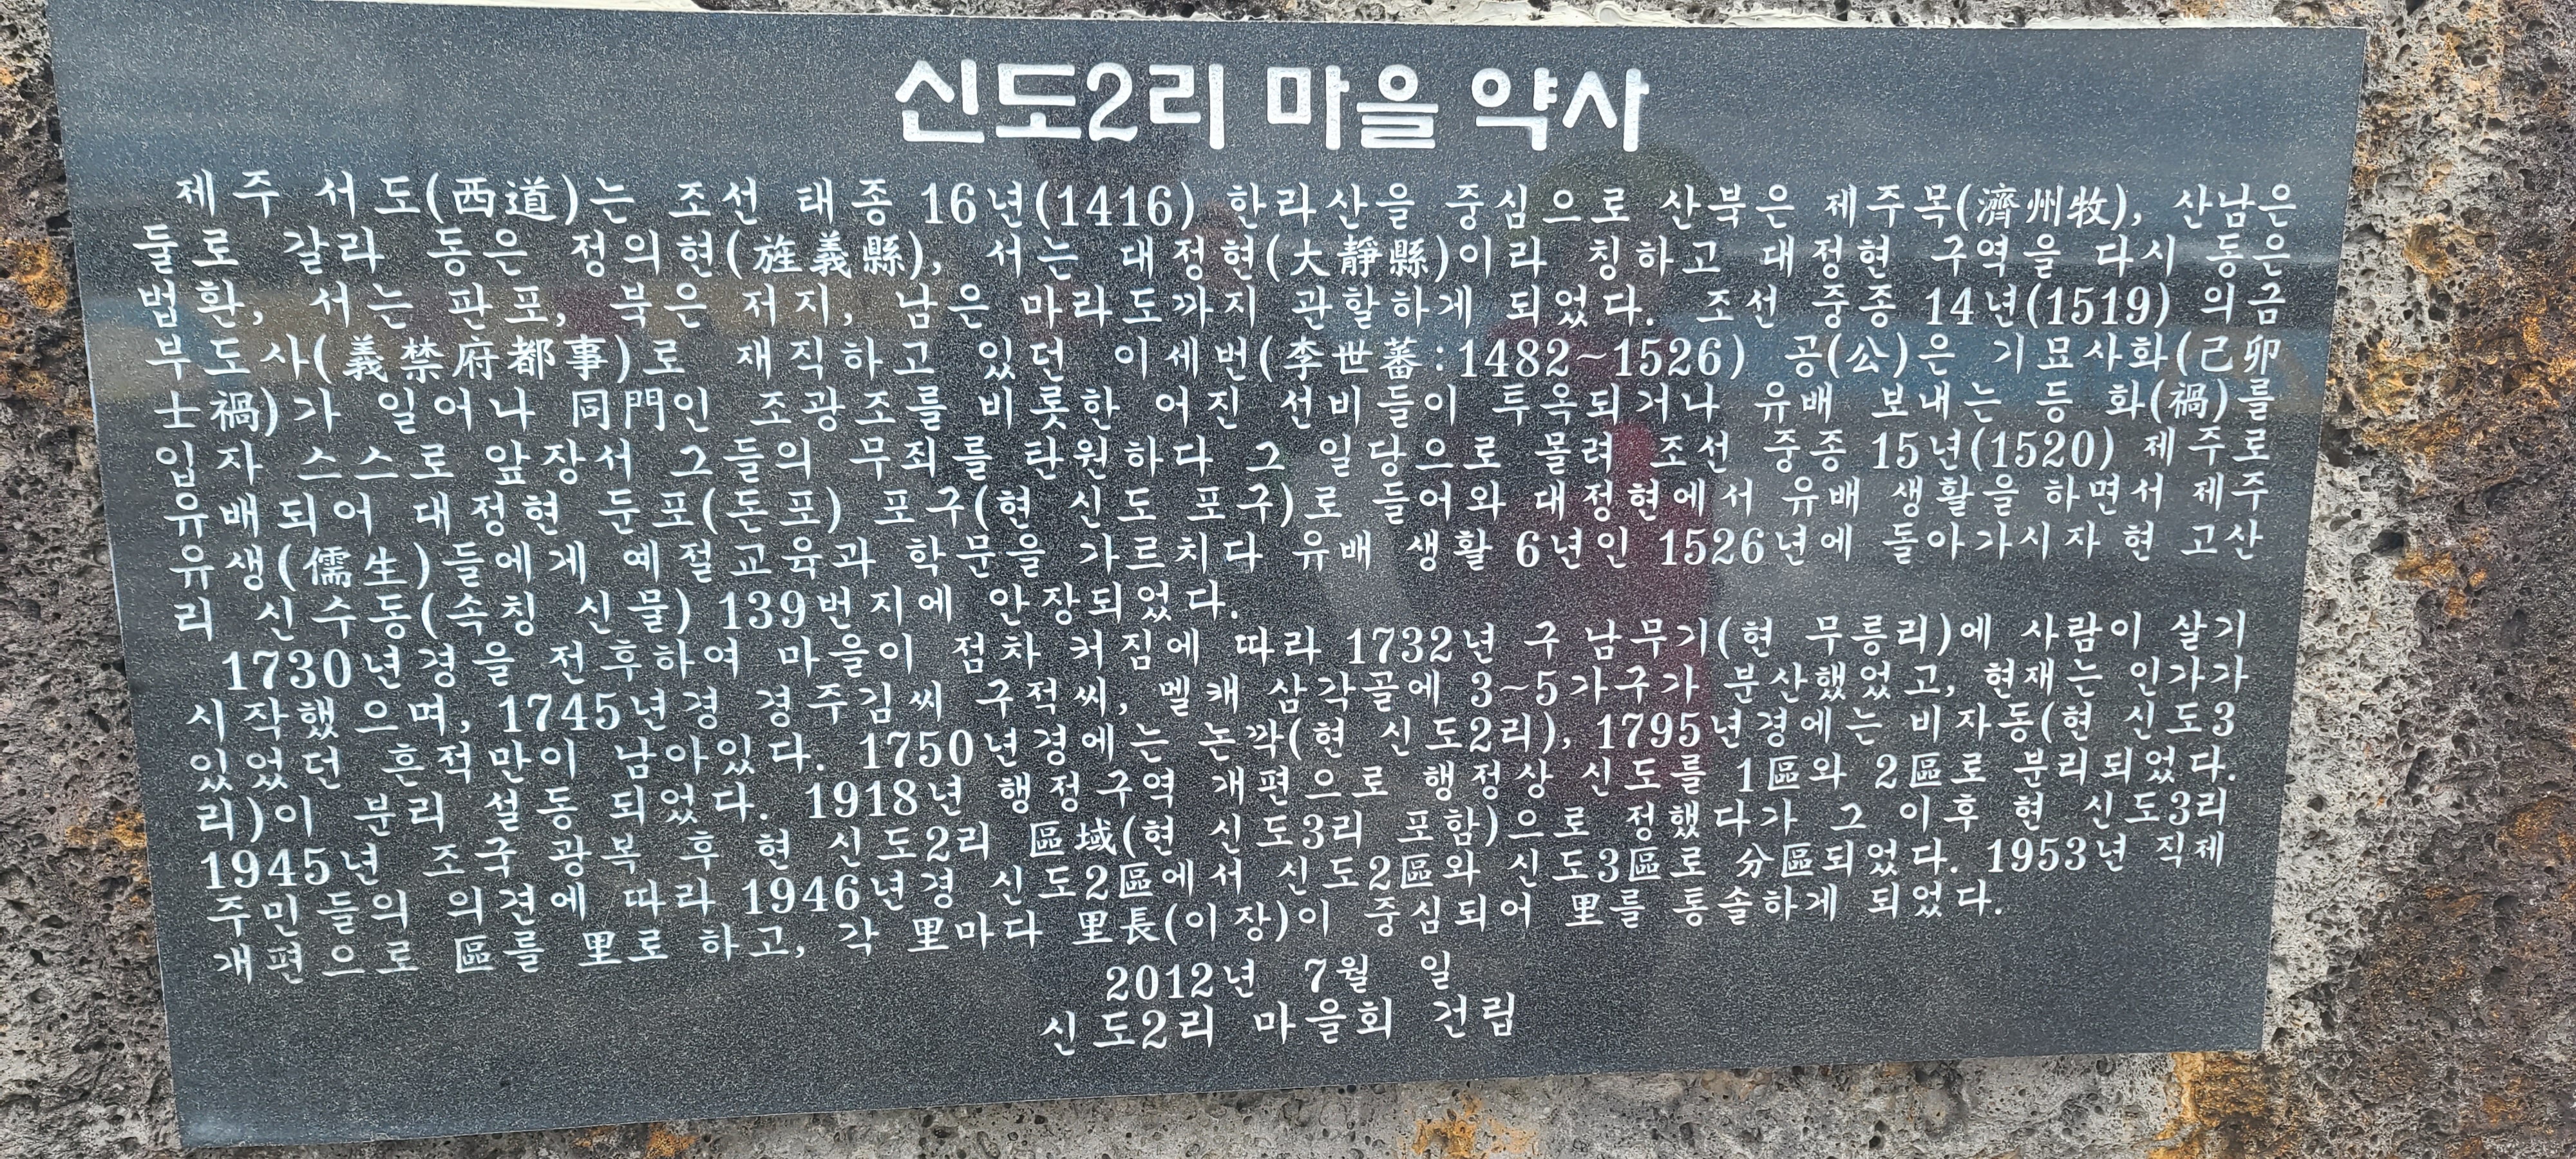 신도2리 마을 약사
제주 서도(西道)는 조선 태종 16년(1416) 한라산을 중심으로 산북은 제주목(濟州牧), 산남은
둘로 갈라 동은 정의현(旌義縣), 서는 대정현(大靜縣)이라 칭하고 대정현 구역을 다시 동은
법환, 서는 판포, 북은 저지, 남은 마라도까지 관할하게 되었다. 조선 중종 14년(1519) 의금
부도사(義禁府都事)로 재직하고 있던 이세번(李世蕃:1482~1526) 공(公)은 기묘사화(己卯
士禍)가 일어나 同門인 조광조를 비롯한 어진 선비들이 투옥되거나 유배 보내는 등 화(禍)를
입자 스스로 앞장서 그들의 무죄를 탄원하다 그 일당으로 몰려 조선 중종 15년(1520) 제주로
유배되어 대정현 둔포(돈포) 포구(현 신도 포구)로 들어와 대정현에서 유배 생활을 하면서 제주
유생(儒生)들에게 예절교육과 학문을 가르치다 유배 생활 6년인 1526년에 돌아가시자 현 고산
리 신수동(속칭 신물) 139번지에 안장되었다.
1730년경을 전후하여 마을이 점차 커짐에 따라 1732년 구 남무기(현 무릉리)에 사람이 살기
시작했으며, 1745년경 경주김씨 구적씨, 멜캐 삼각골에 3~5가구가 분산했었고, 현재는 인가가
있었던 흔적만이 남아있다. 1750년경에는 논깍(현 신도2리), 1795년경에는 비자동(현 신도3
리)이 분리 설동 되었다. 1918년 행정구역 개편으로 행정상 신도를 1區와 2區로 분리되었다.
1945년 조국 광복 후 현 신도2리 區域(현 신도3리 포함)으로 정했다가 그 이후 현 신도3리
주민들의 의견에 따라 1946년경 신도2區에서 신도2區와 신도3區로 分區되었다. 1953년 직제
개편으로 區를 里로 하고, 각 里마다 里長(이장)이 중심되어 里를 통솔하게 되었다.
2012년 7월 일
신도2리 마을회 건립